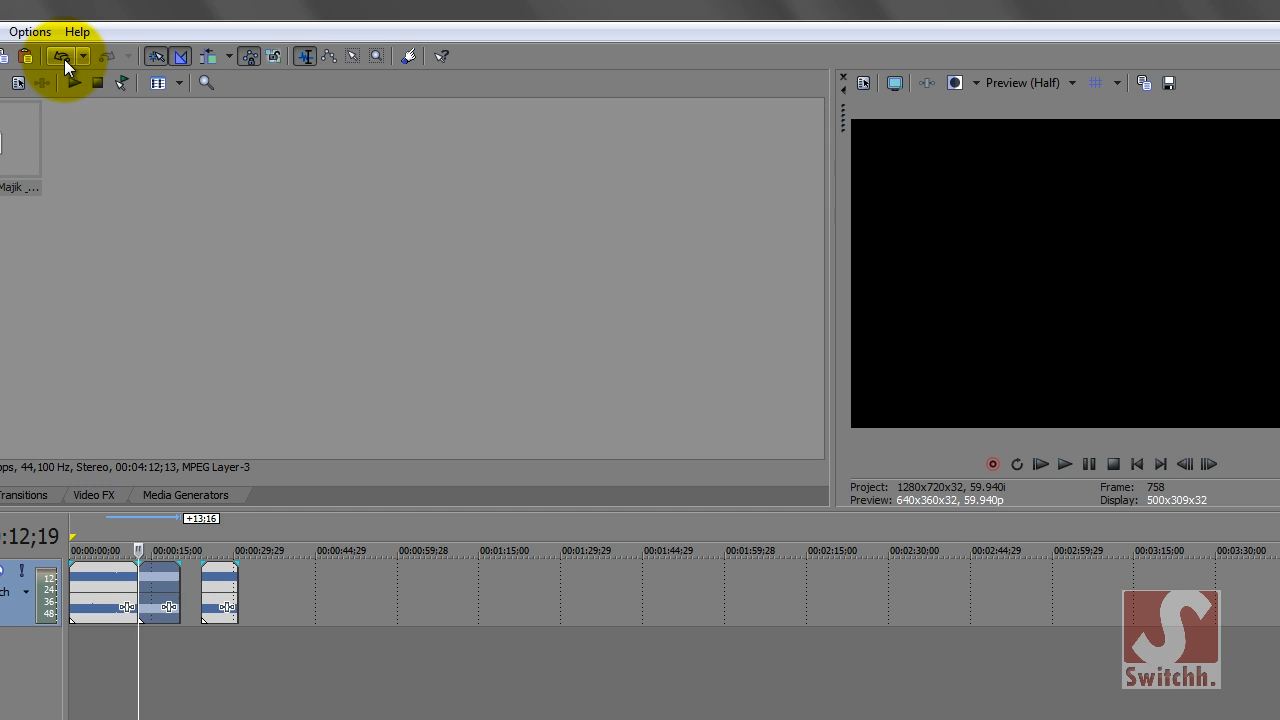 Options Help
Preview (Half)
Majik_...
44,100 Hz, Stereo, 00:04:12;13, MPEG Layer-3
Project: 1280x720x32, 59.940i Frame: 758
Preview: 640x360x32, 59.940p Display: 500x309x32
Video FX Media Generators
+13;16
:12;19
00:00:00;00 00:00:15;00 00:00:29;29 00:00:44;29 00:00:59;28 00:01:15;00 00:01:29;29 00:01:44;29 00:01:59;28 00:02:15;00 00:02:30;00 00:02:44;29 00:02:59;29 00:03:15;00 00:03:30;00
12
24
36
48
S
Switchh.